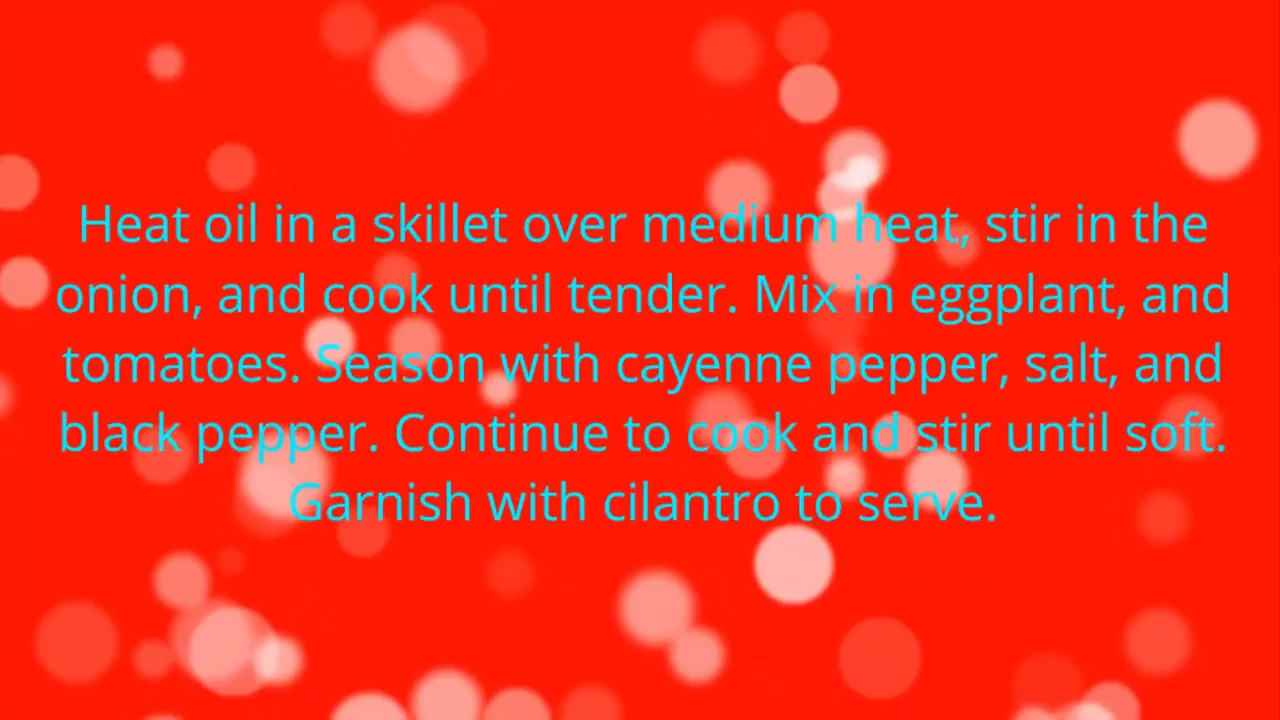 Heat oil in a skillet over medium heat, stir in the
onion, and cook until tender. Mix in eggplant, and
tomatoes. Season with cayenne pepper, salt, and
black pepper. Continue to cook and stir until soft.
Garnish with cilantro to serve.